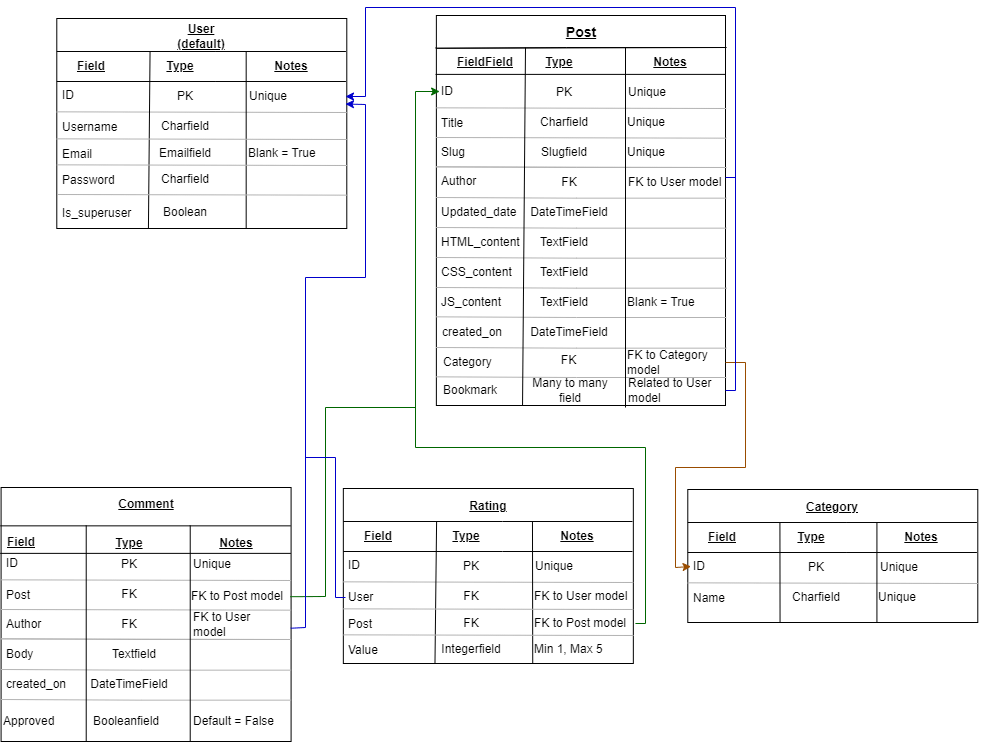 User
(default)
Field Type Notes
ID PK Unique
Username Charfield
Email Emailfield Blank = True
Password Charfield
Is_superuser Boolean
Post
FieldField Type Notes
ID PK Unique
Title Charfield Unique
Slug Slugfield Unique
Author FK FK to User model
Updated_date DateTimeField
HTML_content TextField
CSS_content TextField
JS_content TextField Blank = True
created_on DateTimeField
Category FK FK to Category
model
Bookmark Many to many Related to User
field model
Comment
Field Type Notes
ID PK Unique
Post FK FK to Post model
Author FK FK to User
model
Body Textfield
created_on DateTimeField
Approved Booleanfield Default = False
Rating
Field Type Notes
ID PK Unique
User FK FK to User model
Post FK FK to Post model
Value Integerfield Min 1, Max 5
Category
Field Type Notes
ID PK Unique
Name Charfield Unique